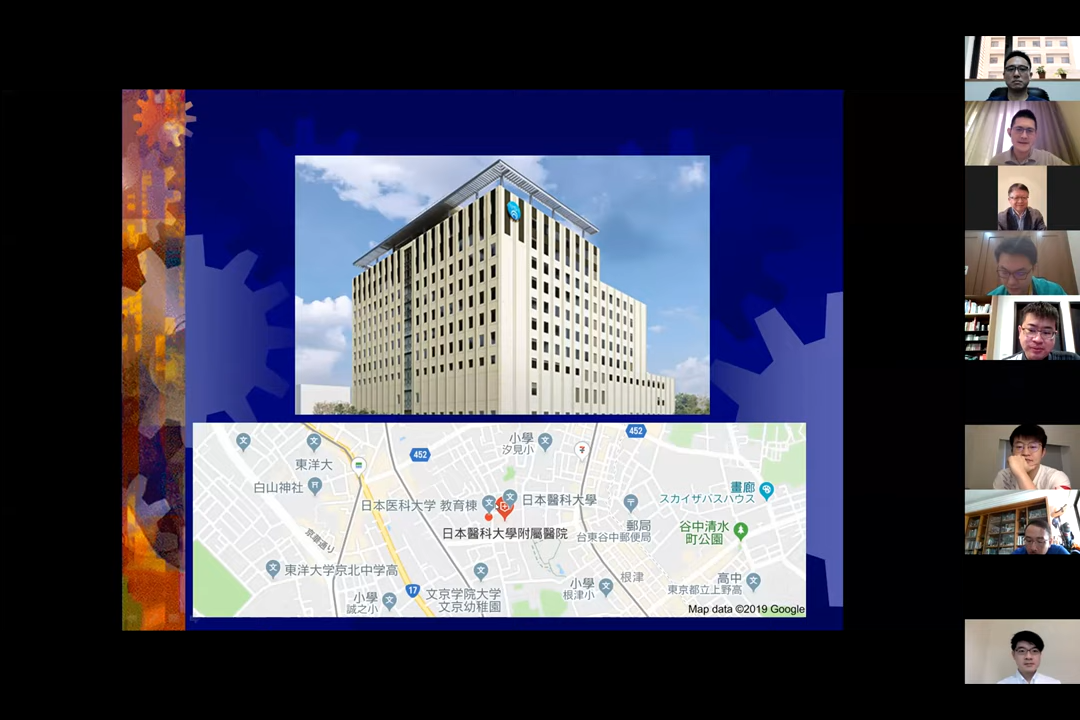 452
452
小學
汐見小
東洋大
白山神社
畫廊
スカイザバスハウス
日本医科大学 教育棟
日本醫科大學
日本醫科大學附屬醫院
郵局
台東谷中郵便局
谷中清水
町公園
京都通り
東洋大学京北中学高
17
文京学院大学
文京幼稚園
小學
誠之小
小學
根津小
根津
高中
東京都立上野高
Map data ©2019 Google